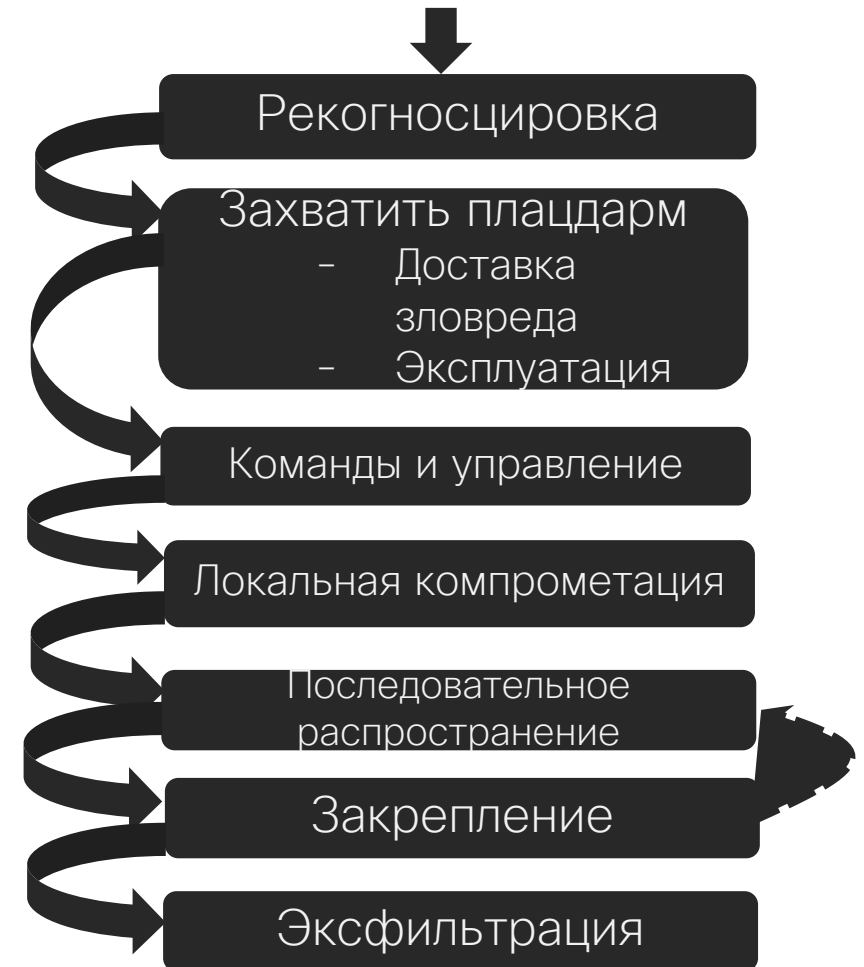 Рекогносцировка
Захватить плацдарм
- Доставка
зловреда
- Эксплуатация
Команды и управление
Локальная компрометация
Последовательное
распространение
Закрепление
Эксфильтрация